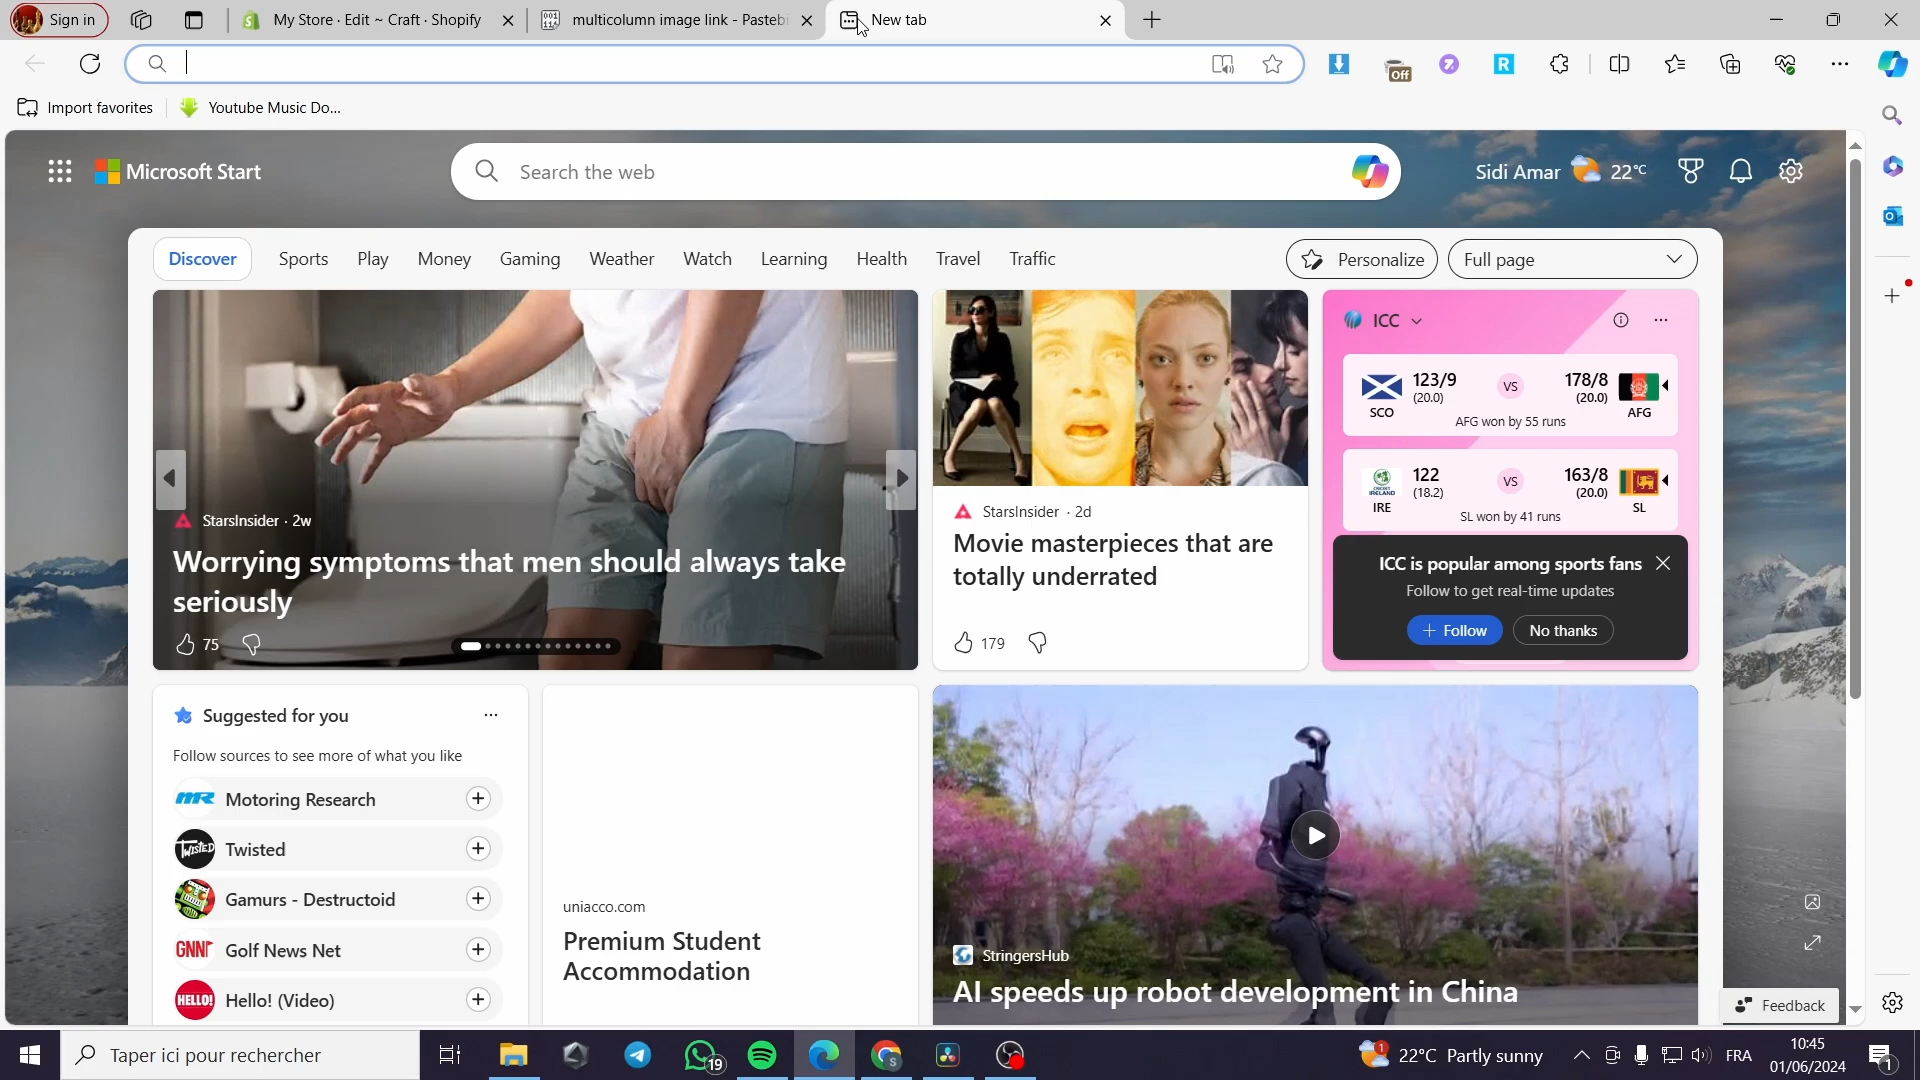 Sign in
My Store · Edit ~ Craft · Shopify
multicolumn image link - Pastebi
New tab
Off
Import favorites
Youtube Music Do...
Microsoft Start
Search the web
Sidi Amar
22°C
Discover
Sports
Play
Money
Gaming
Weather
Watch
Learning
Health
Travel
Traffic
Personalize
Full page
StarsInsider · 2w
Worrying symptoms that men should always take
seriously
75
StarsInsider · 2d
Movie masterpieces that are
totally underrated
179
ICC
123/9
(20.0)
SCO
VS
178/8
(20.0)
AFG
AFG won by 55 runs
122
(18.2)
IRE
VS
163/8
(20.0)
SL
SL won by 41 runs
ICC is popular among sports fans
Follow to get real-time updates
Follow
No thanks
Suggested for you
Follow sources to see more of what you like
MR Motoring Research
TWISTED Twisted
Gamurs - Destructoid
GNN Golf News Net
HELLO! Hello! (Video)
uniacco.com
Premium Student
Accommodation
StringersHub
AI speeds up robot development in China
Feedback
Taper ici pour rechercher
19
S
1
22°C Partly sunny
FRA
10:45
01/06/2024
1